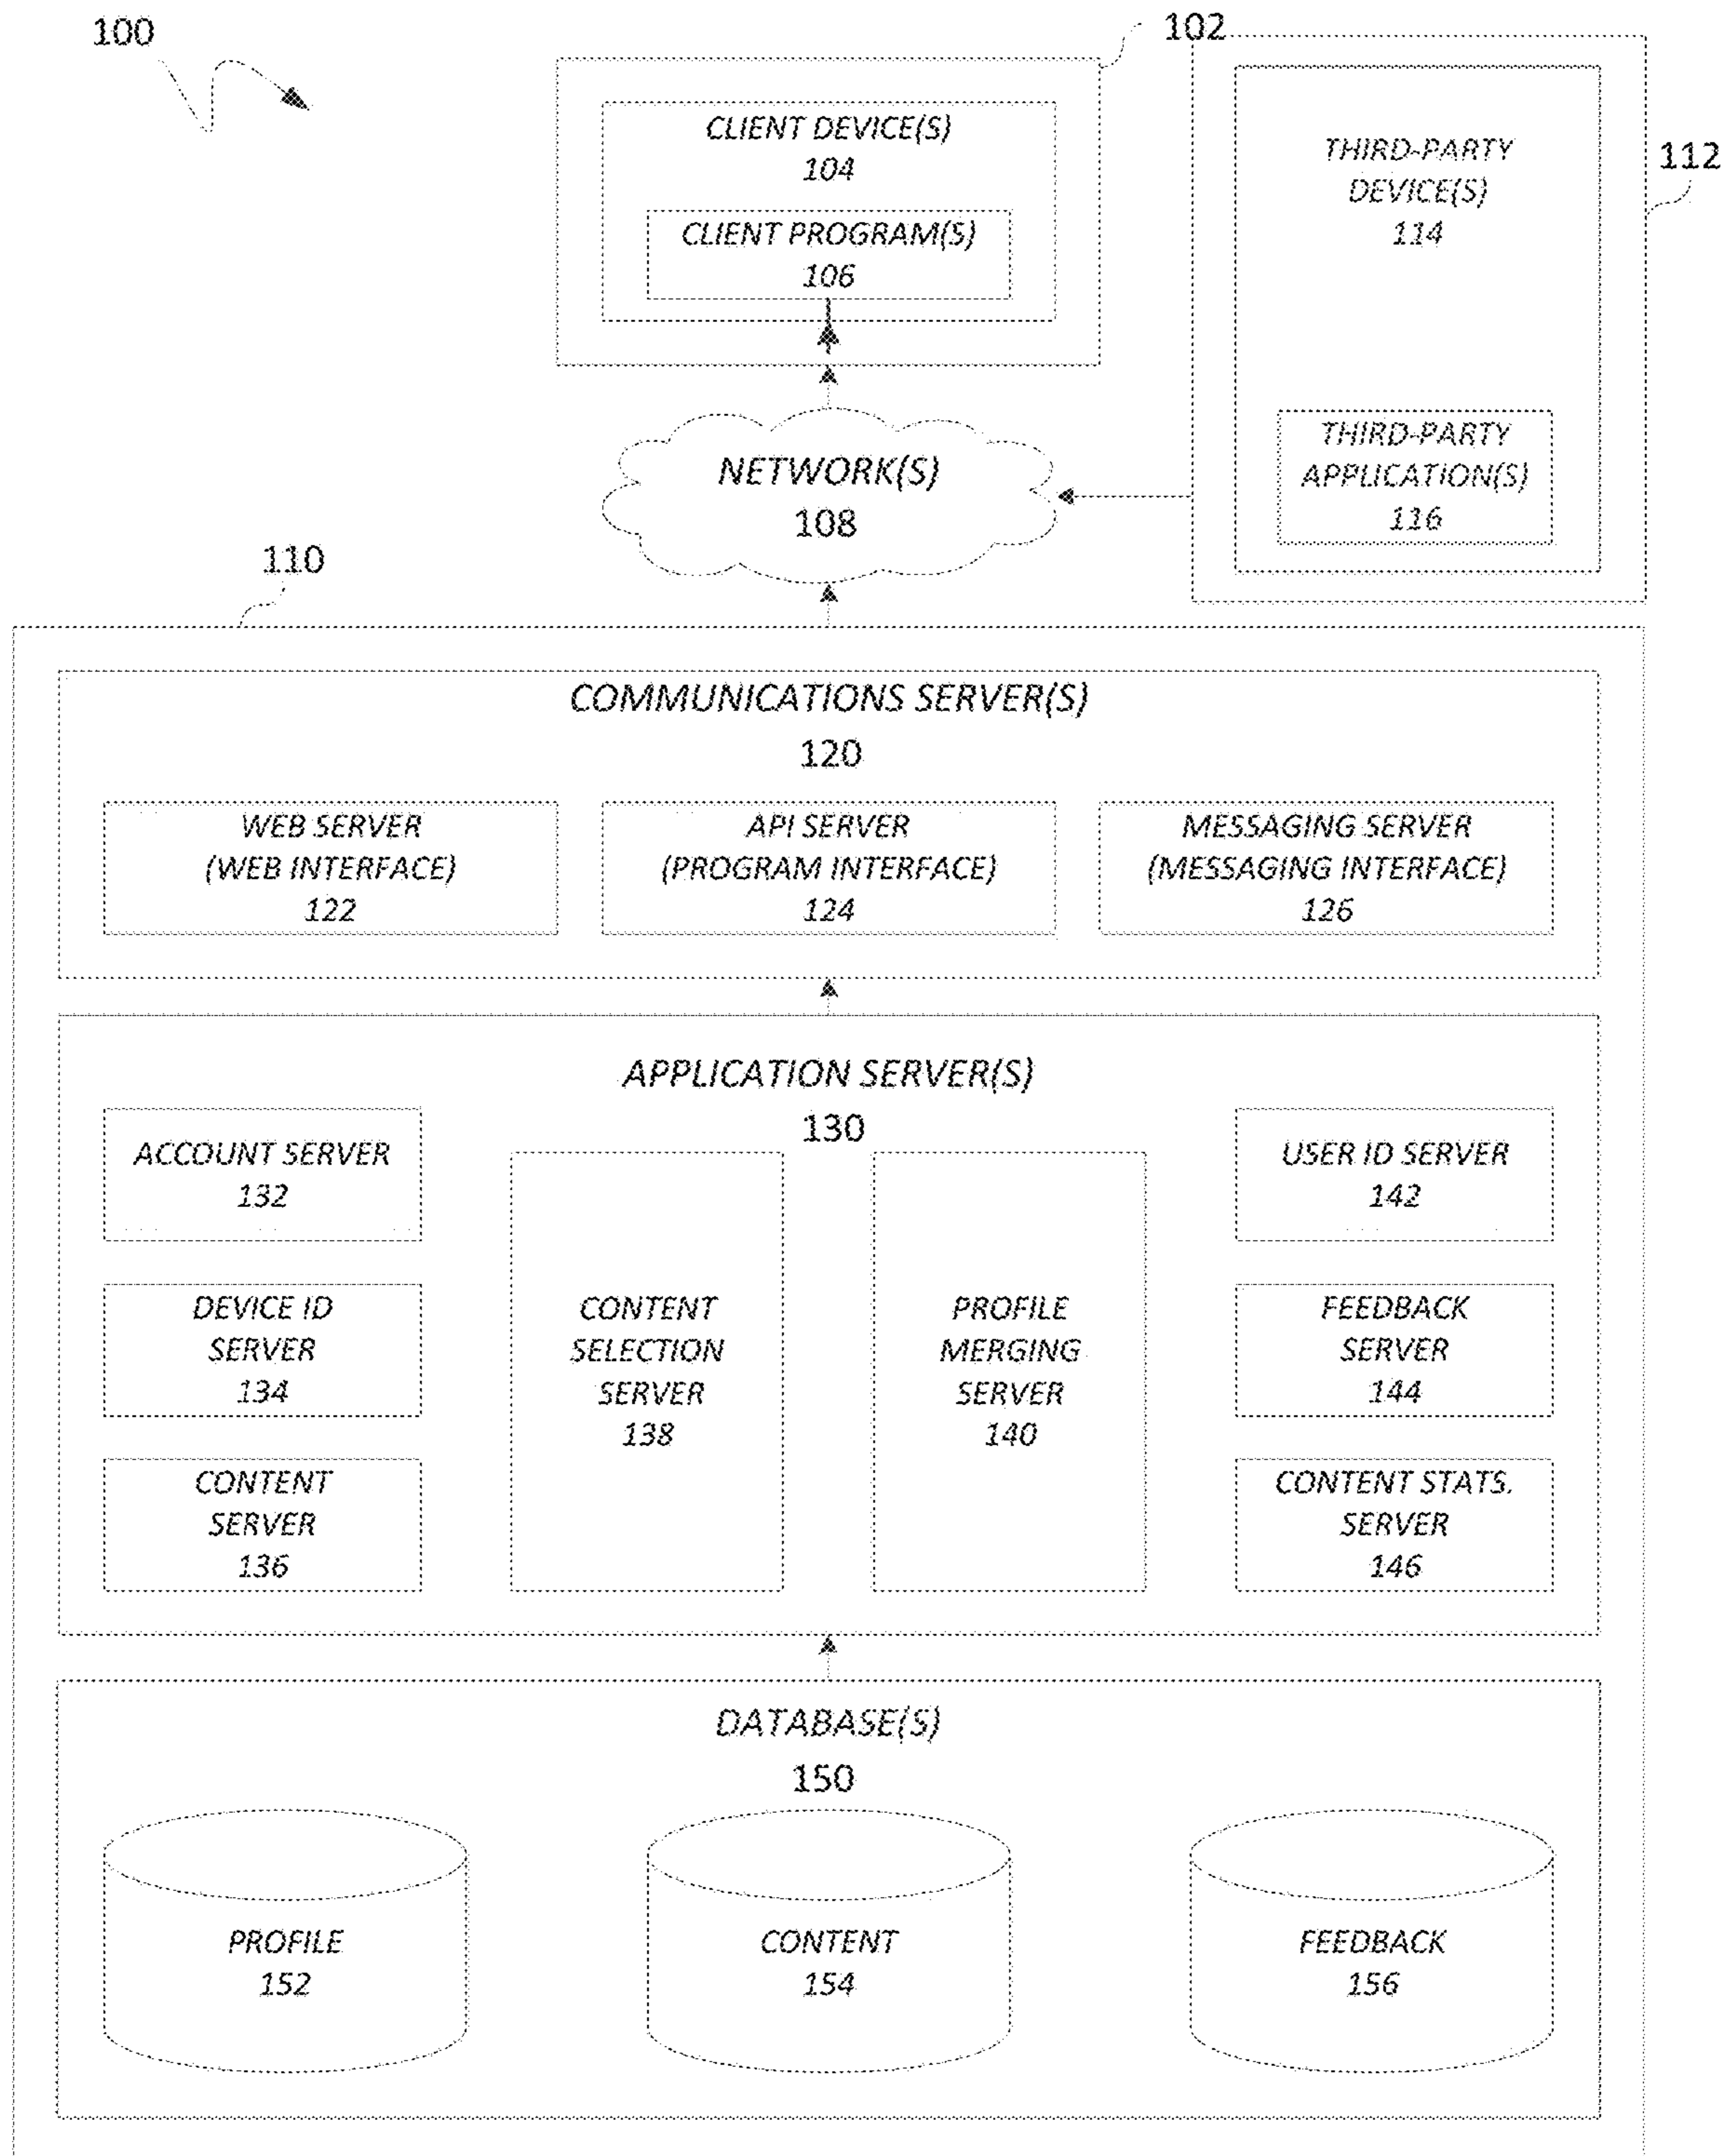 100
102
CLIENT DEVICE(S)
104
CLIENT PROGRAM(S)
106
112
THIRD-PARTY
DEVICE(S)
114
THIRD-PARTY
APPLICATION(S)
116
NETWORK(S)
108
110
COMMUNICATIONS SERVER(S)
120
WEB SERVER
(WEB INTERFACE)
122
API SERVER
(PROGRAM INTERFACE)
124
MESSAGING SERVER
(MESSAGING INTERFACE)
126
APPLICATION SERVER(S)
130
ACCOUNT SERVER
132
DEVICE ID
SERVER
134
CONTENT
SERVER
136
CONTENT
SELECTION
SERVER
138
PROFILE
MERGING
SERVER
140
USER ID SERVER
142
FEEDBACK
SERVER
144
CONTENT STATS.
SERVER
146
DATABASE(S)
150
PROFILE
152
CONTENT
154
FEEDBACK
156